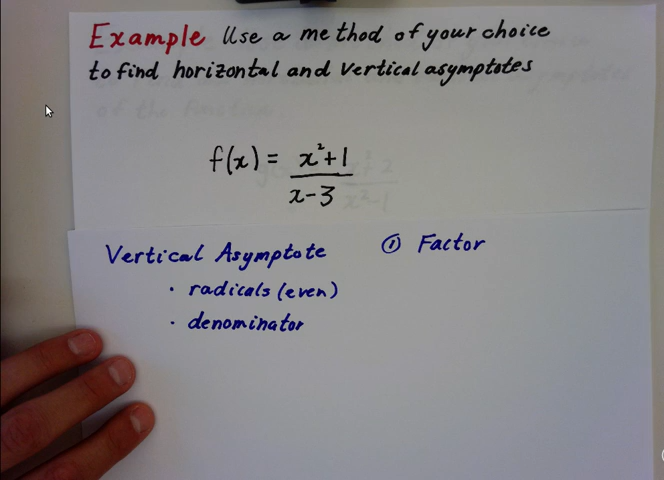 Example Use a method of your choice
to find horizontal and vertical asymptotes
f(x) = x²+1
x-3
Vertical Asymptote
① Factor
· radicals (even)
· denominator